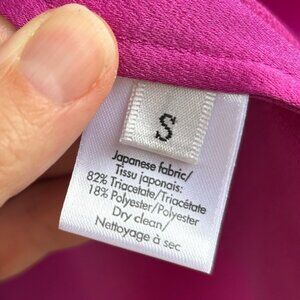 S
Japanese fabric/
Tissu japonais:
82% Triacetate/Triacétate
18% Polyester/Polyester
Dry clean/
Nettoyage à sec